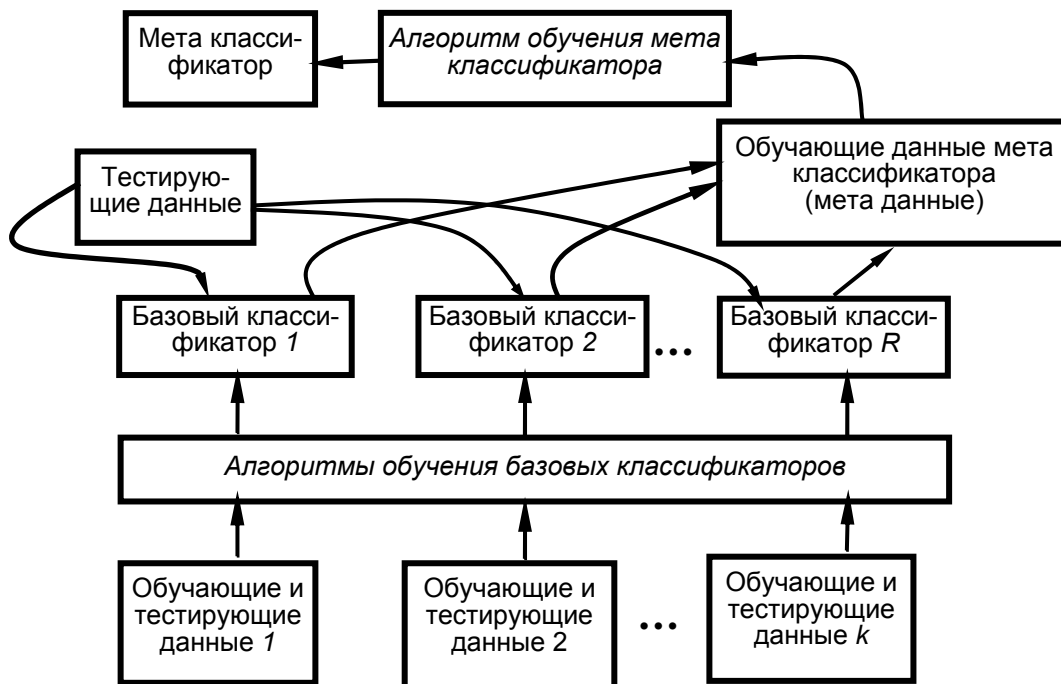 Мета класси-
фикатор
Алгоритм обучения мета
классификатора
Тестирую-
щие данные
Обучающие данные мета
классификатора
(мета данные)
Базовый класси-
фикатор 1
Базовый класси-
фикатор 2
...
Базовый класси-
фикатор R
Алгоритмы обучения базовых классификаторов
Обучающие и
тестирующие
данные 1
Обучающие и
тестирующие
данные 2
...
Обучающие и
тестирующие
данные k